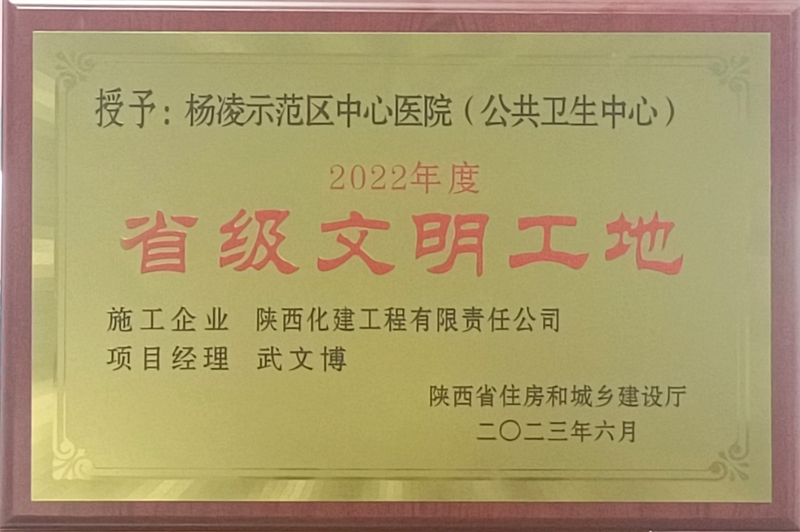 授予：杨凌示范区中心医院（公共卫生中心）
2022年度
省级文明工地
施工企业 陕西化建工程有限责任公司
项目经理 武文博
陕西省住房和城乡建设厅
二〇二三年六月